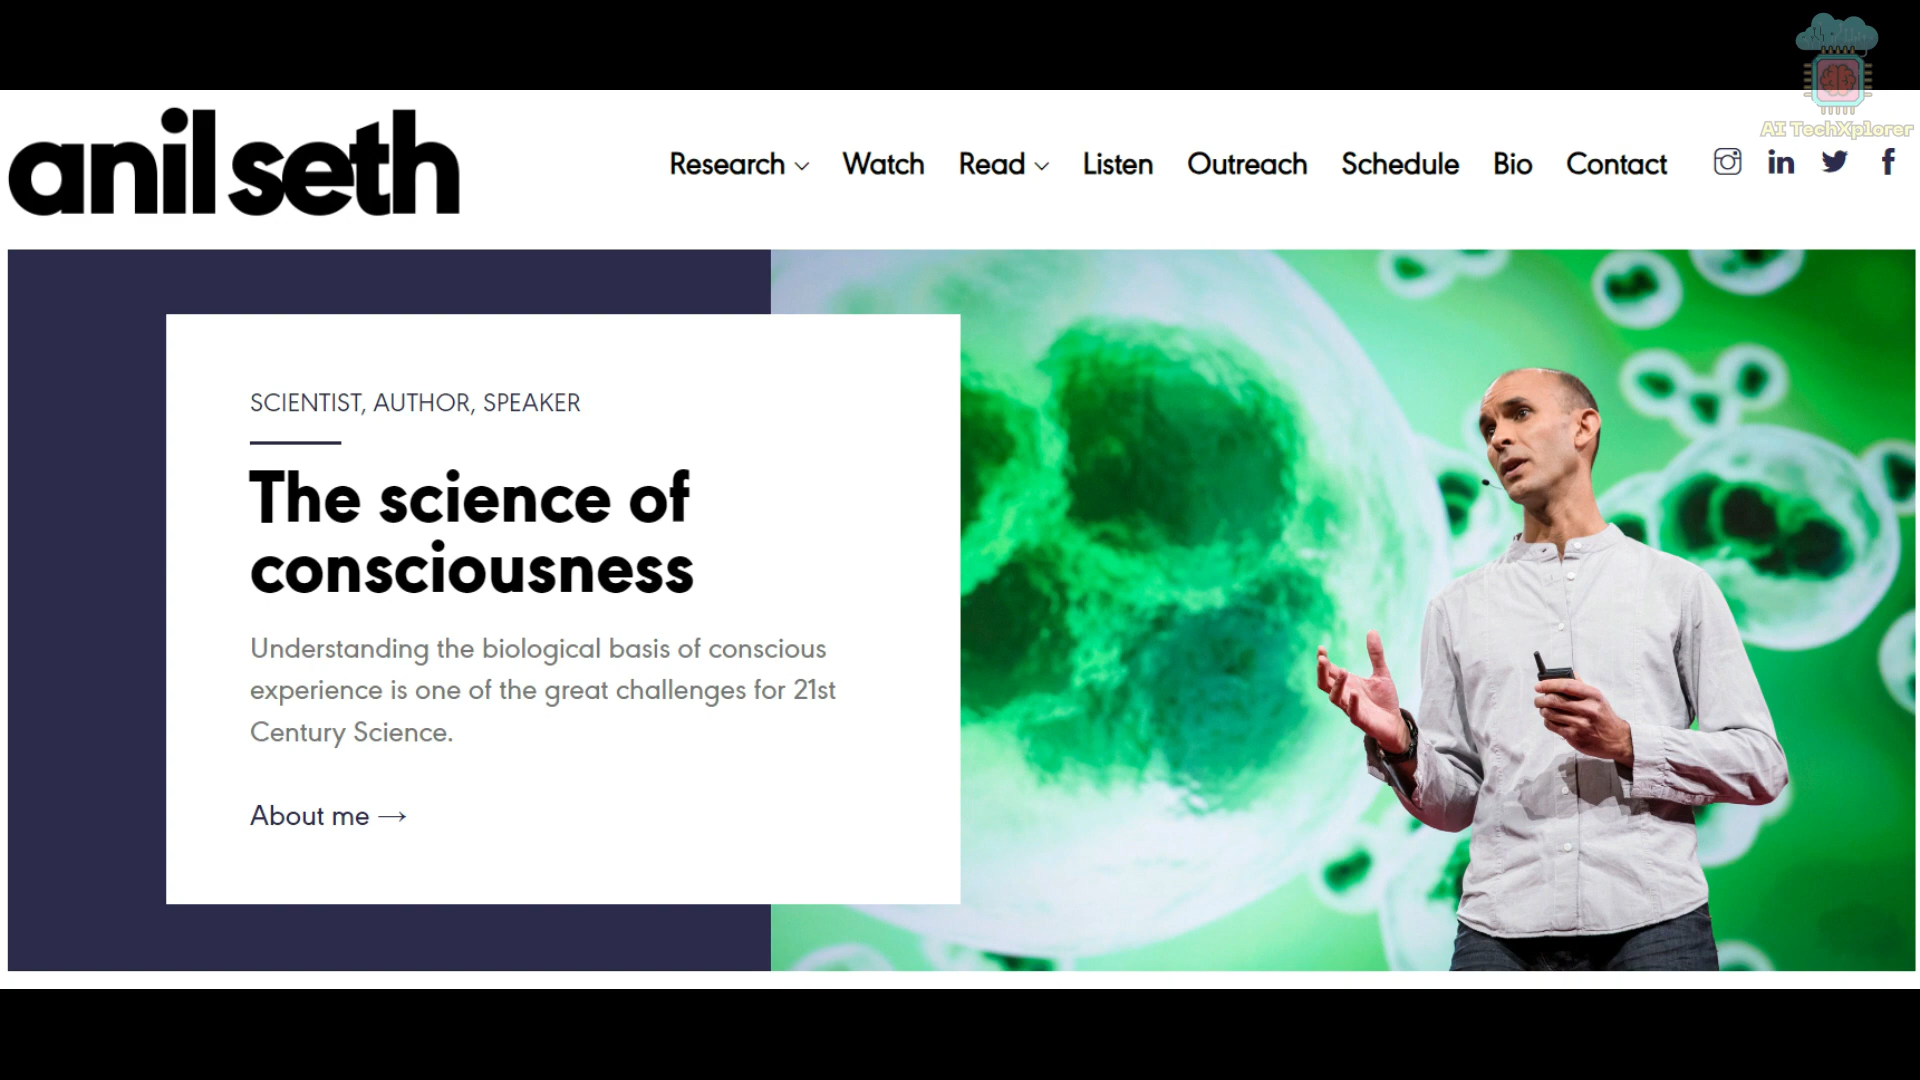 AI TechXplorer
anil seth
Research Watch Read Listen Outreach Schedule Bio Contact
SCIENTIST, AUTHOR, SPEAKER
The science of
consciousness
Understanding the biological basis of conscious
experience is one of the great challenges for 21st
Century Science.
About me →